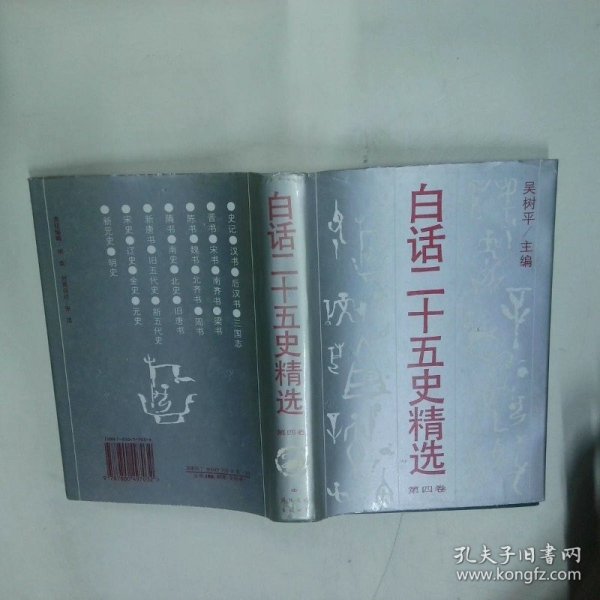 吴树平/主编
白话二十五史精选
第四卷
白话二十五史精选
第四卷
史记●汉书●后汉书●三国志
晋书●宋书●南齐书●梁书
陈书●魏书●北齐书●周书
隋书●南史●北史●旧唐书
新唐书●旧五代史●新五代史
宋史●辽史●金史●元史
新元史●明史
孔夫子旧书网
www.kongfz.com